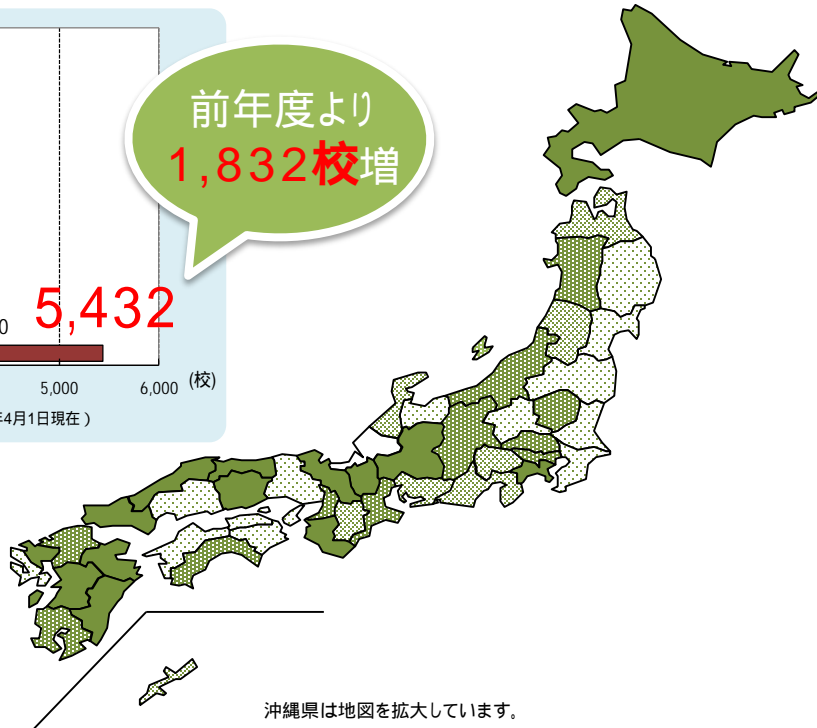 前年度より
1,832校増
5,432
0
5,000
6,000
(校)
年4月1日現在）
沖縄県は地図を拡大しています。